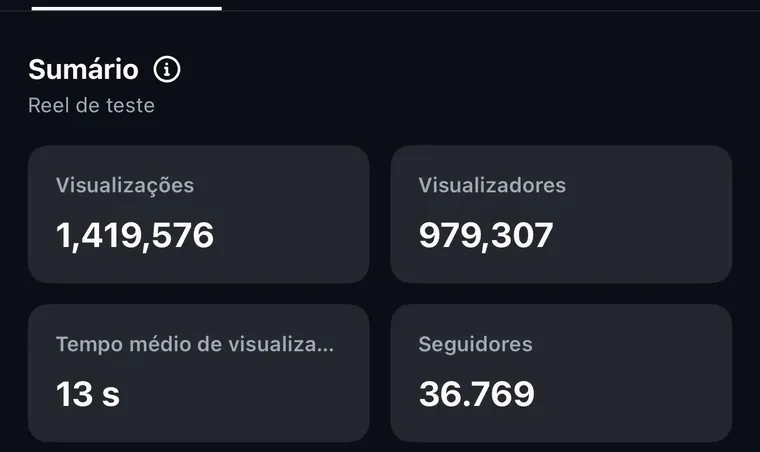 Sumário
Reel de teste
Visualizações
Visualizadores
1,419,576
979,307
Tempo médio de visualiza...
Seguidores
13 s
36.769